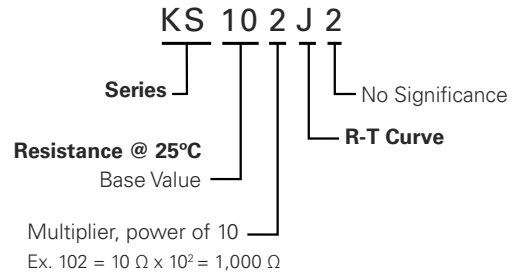 KS 10 2 J 2
Series
No Significance
R-T Curve
Resistance @ 25ºC
Base Value
Multiplier, power of 10
Ex. 102 = 10 Ω x 10² = 1,000 Ω